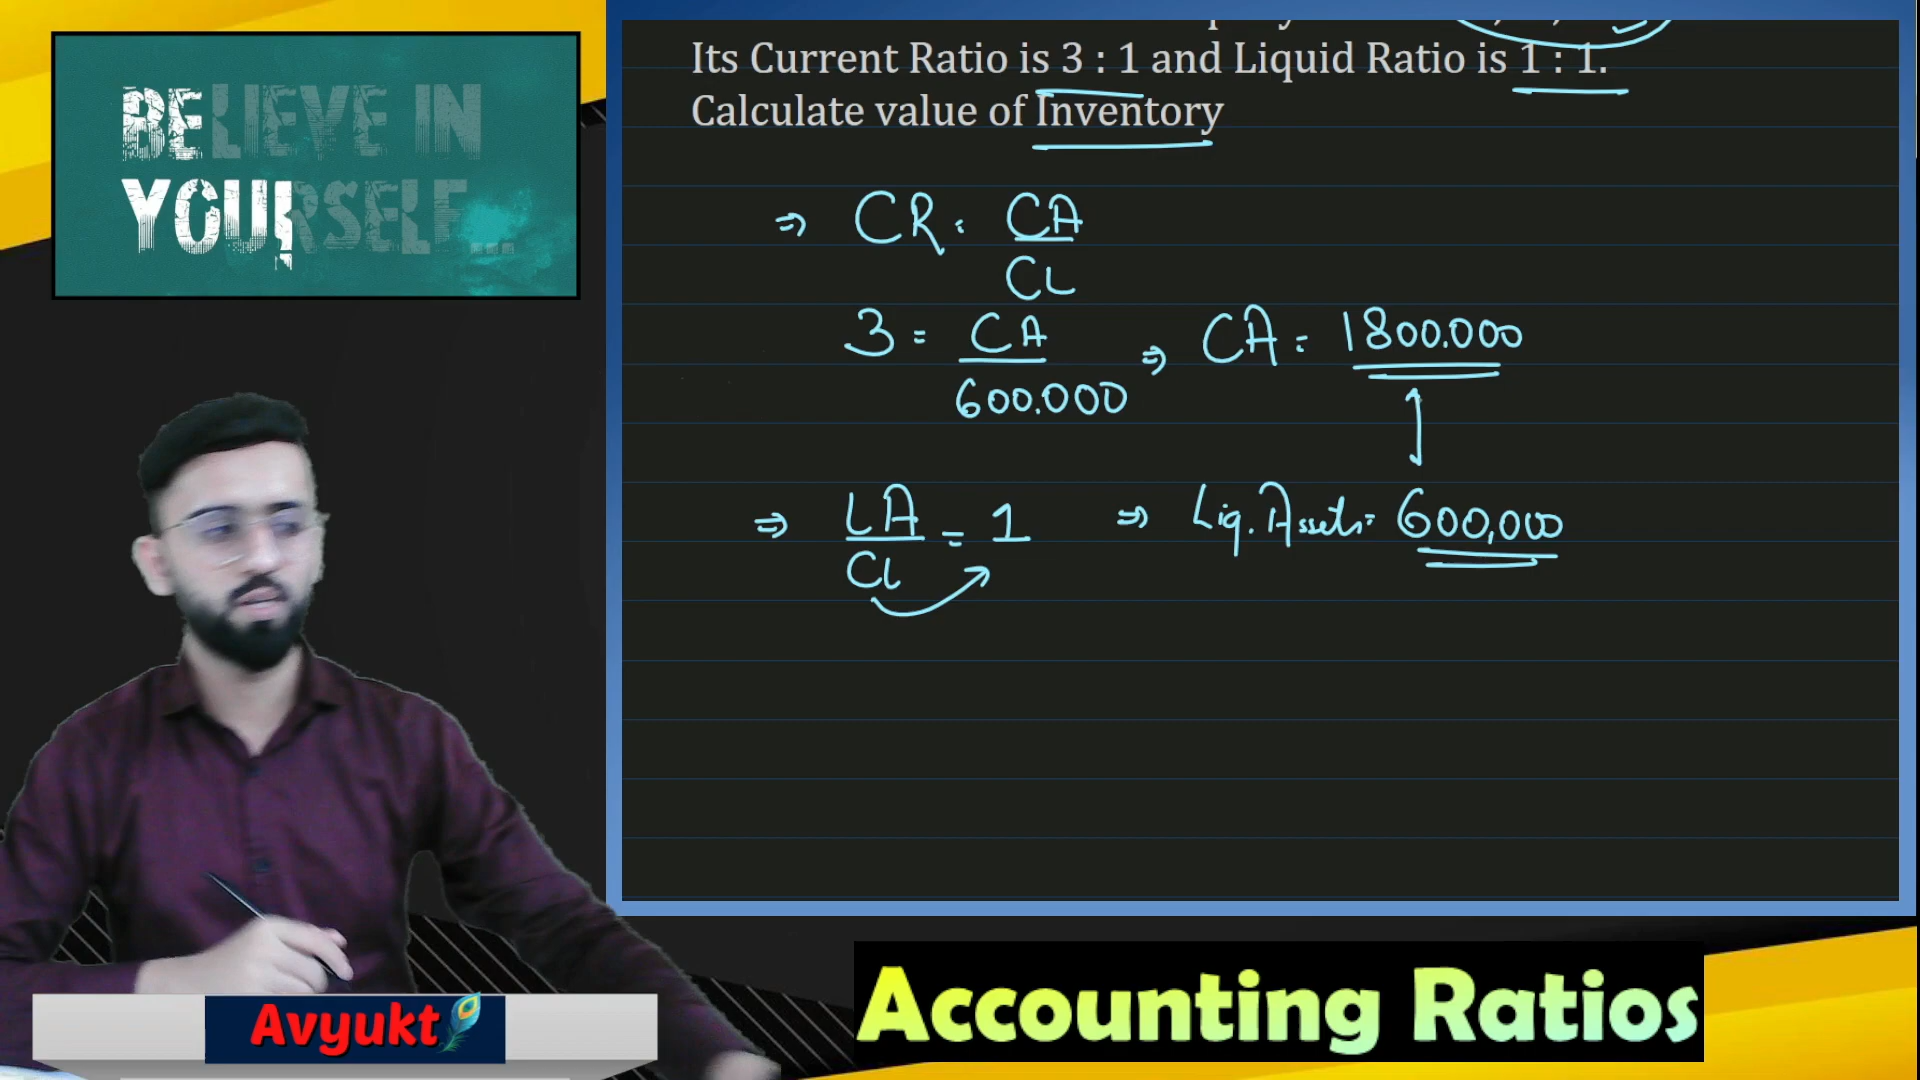 BELIEVE IN
YOURSELF...
Its Current Ratio is 3 : 1 and Liquid Ratio is 1 : 1.
Calculate value of Inventory
⇒ CR = CA
CL
3 = CA ⇒ CA = 1800.000
600.000
⇒ LA = 1 ⇒ Liq. Assets = 600,000
CL
Avyukt
Accounting Ratios